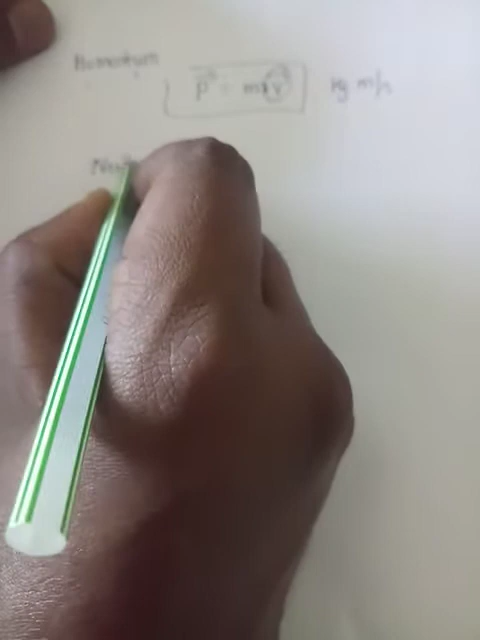 Momentum
p⃗ = mv⃗ kg m/s